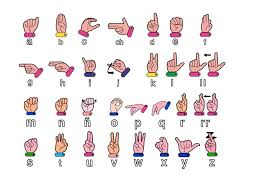 a b c ch d e f
g h i j k l ll
m n ñ o p q r rr
s t u v w x y z